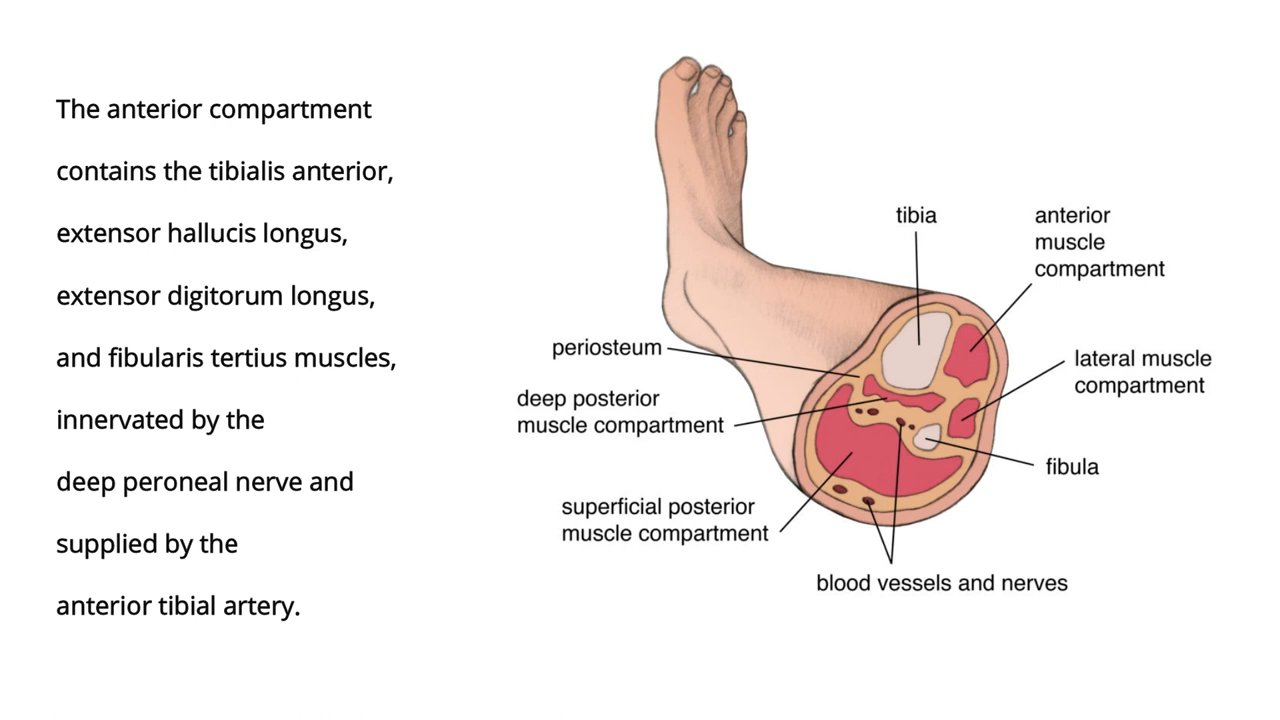 The anterior compartment
contains the tibialis anterior,
extensor hallucis longus,
extensor digitorum longus,
and fibularis tertius muscles,
innervated by the
deep peroneal nerve and
supplied by the
anterior tibial artery.
tibia
anterior
muscle
compartment
periosteum
lateral muscle
compartment
deep posterior
muscle compartment
fibula
superficial posterior
muscle compartment
blood vessels and nerves